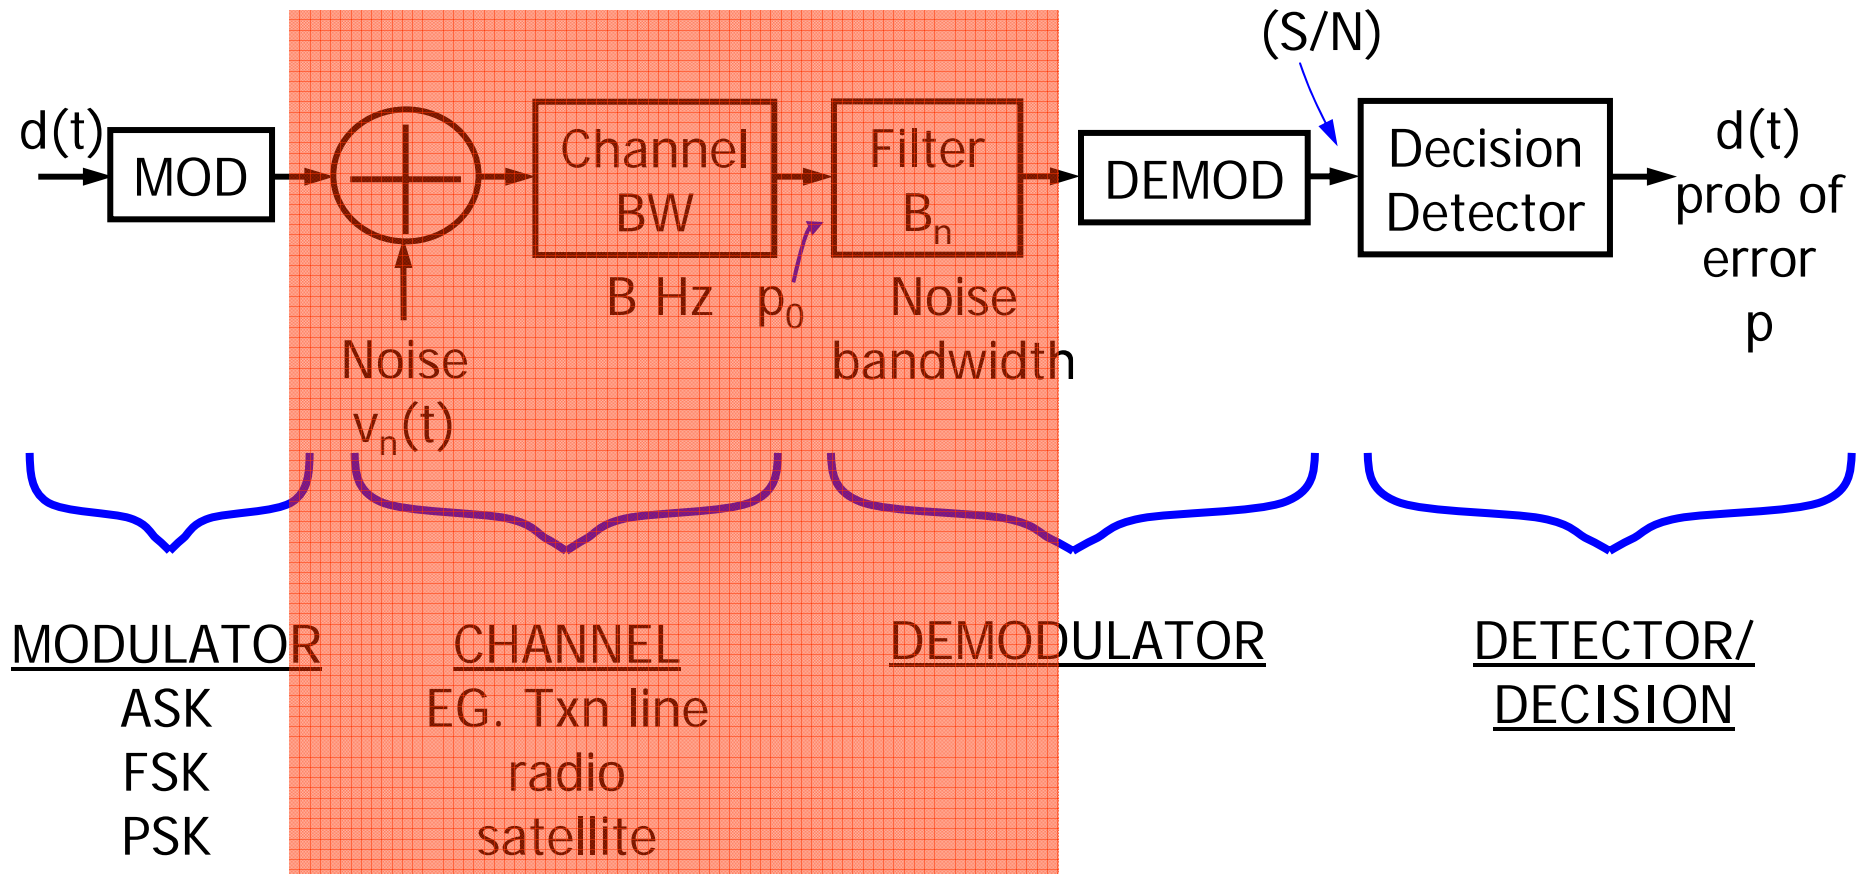 (S/N)
d(t)
MOD
Channel
BW
Filter
Bn
DEMOD
Decision
Detector
d(t)
prob of
error
p
B Hz
p0
Noise
bandwidth
Noise
vn(t)
MODULATOR
ASK
FSK
PSK
CHANNEL
EG. Txn line
radio
satellite
DEMODULATOR
DETECTOR/
DECISION